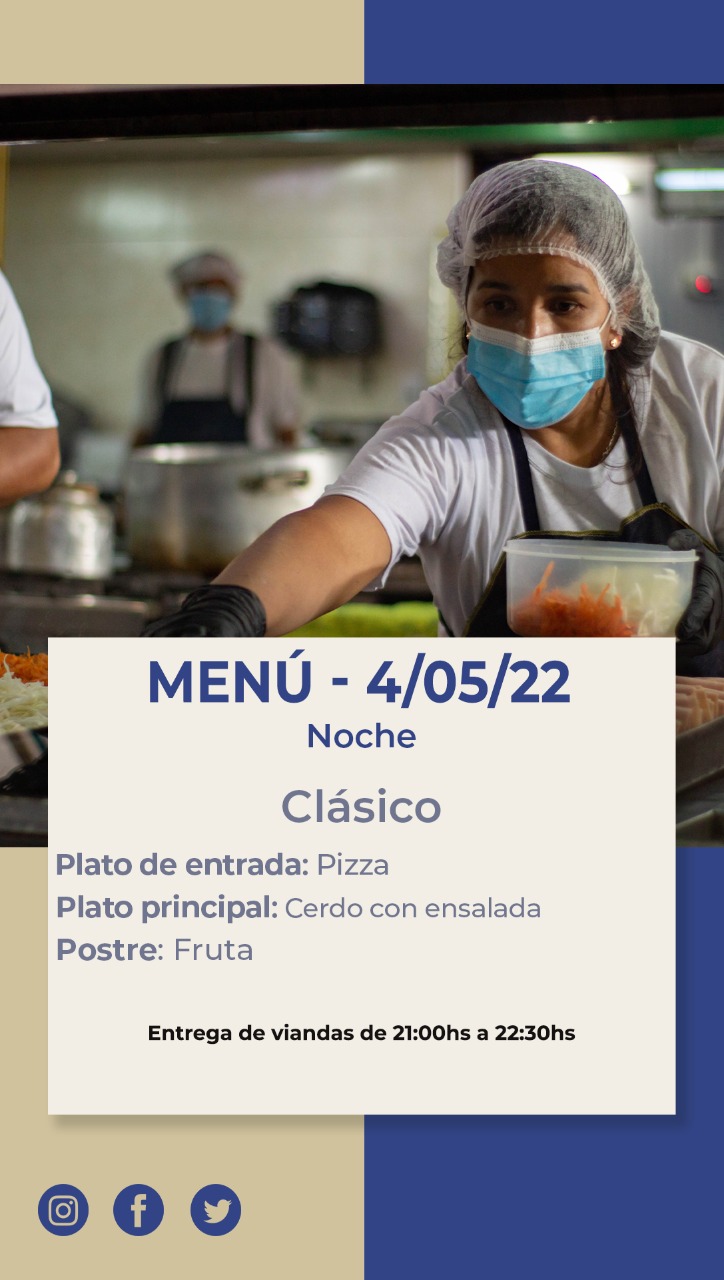 MENÚ - 4/05/22
Noche
Clásico
Plato de entrada: Pizza
Plato principal: Cerdo con ensalada
Postre: Fruta
Entrega de viandas de 21:00hs a 22:30hs